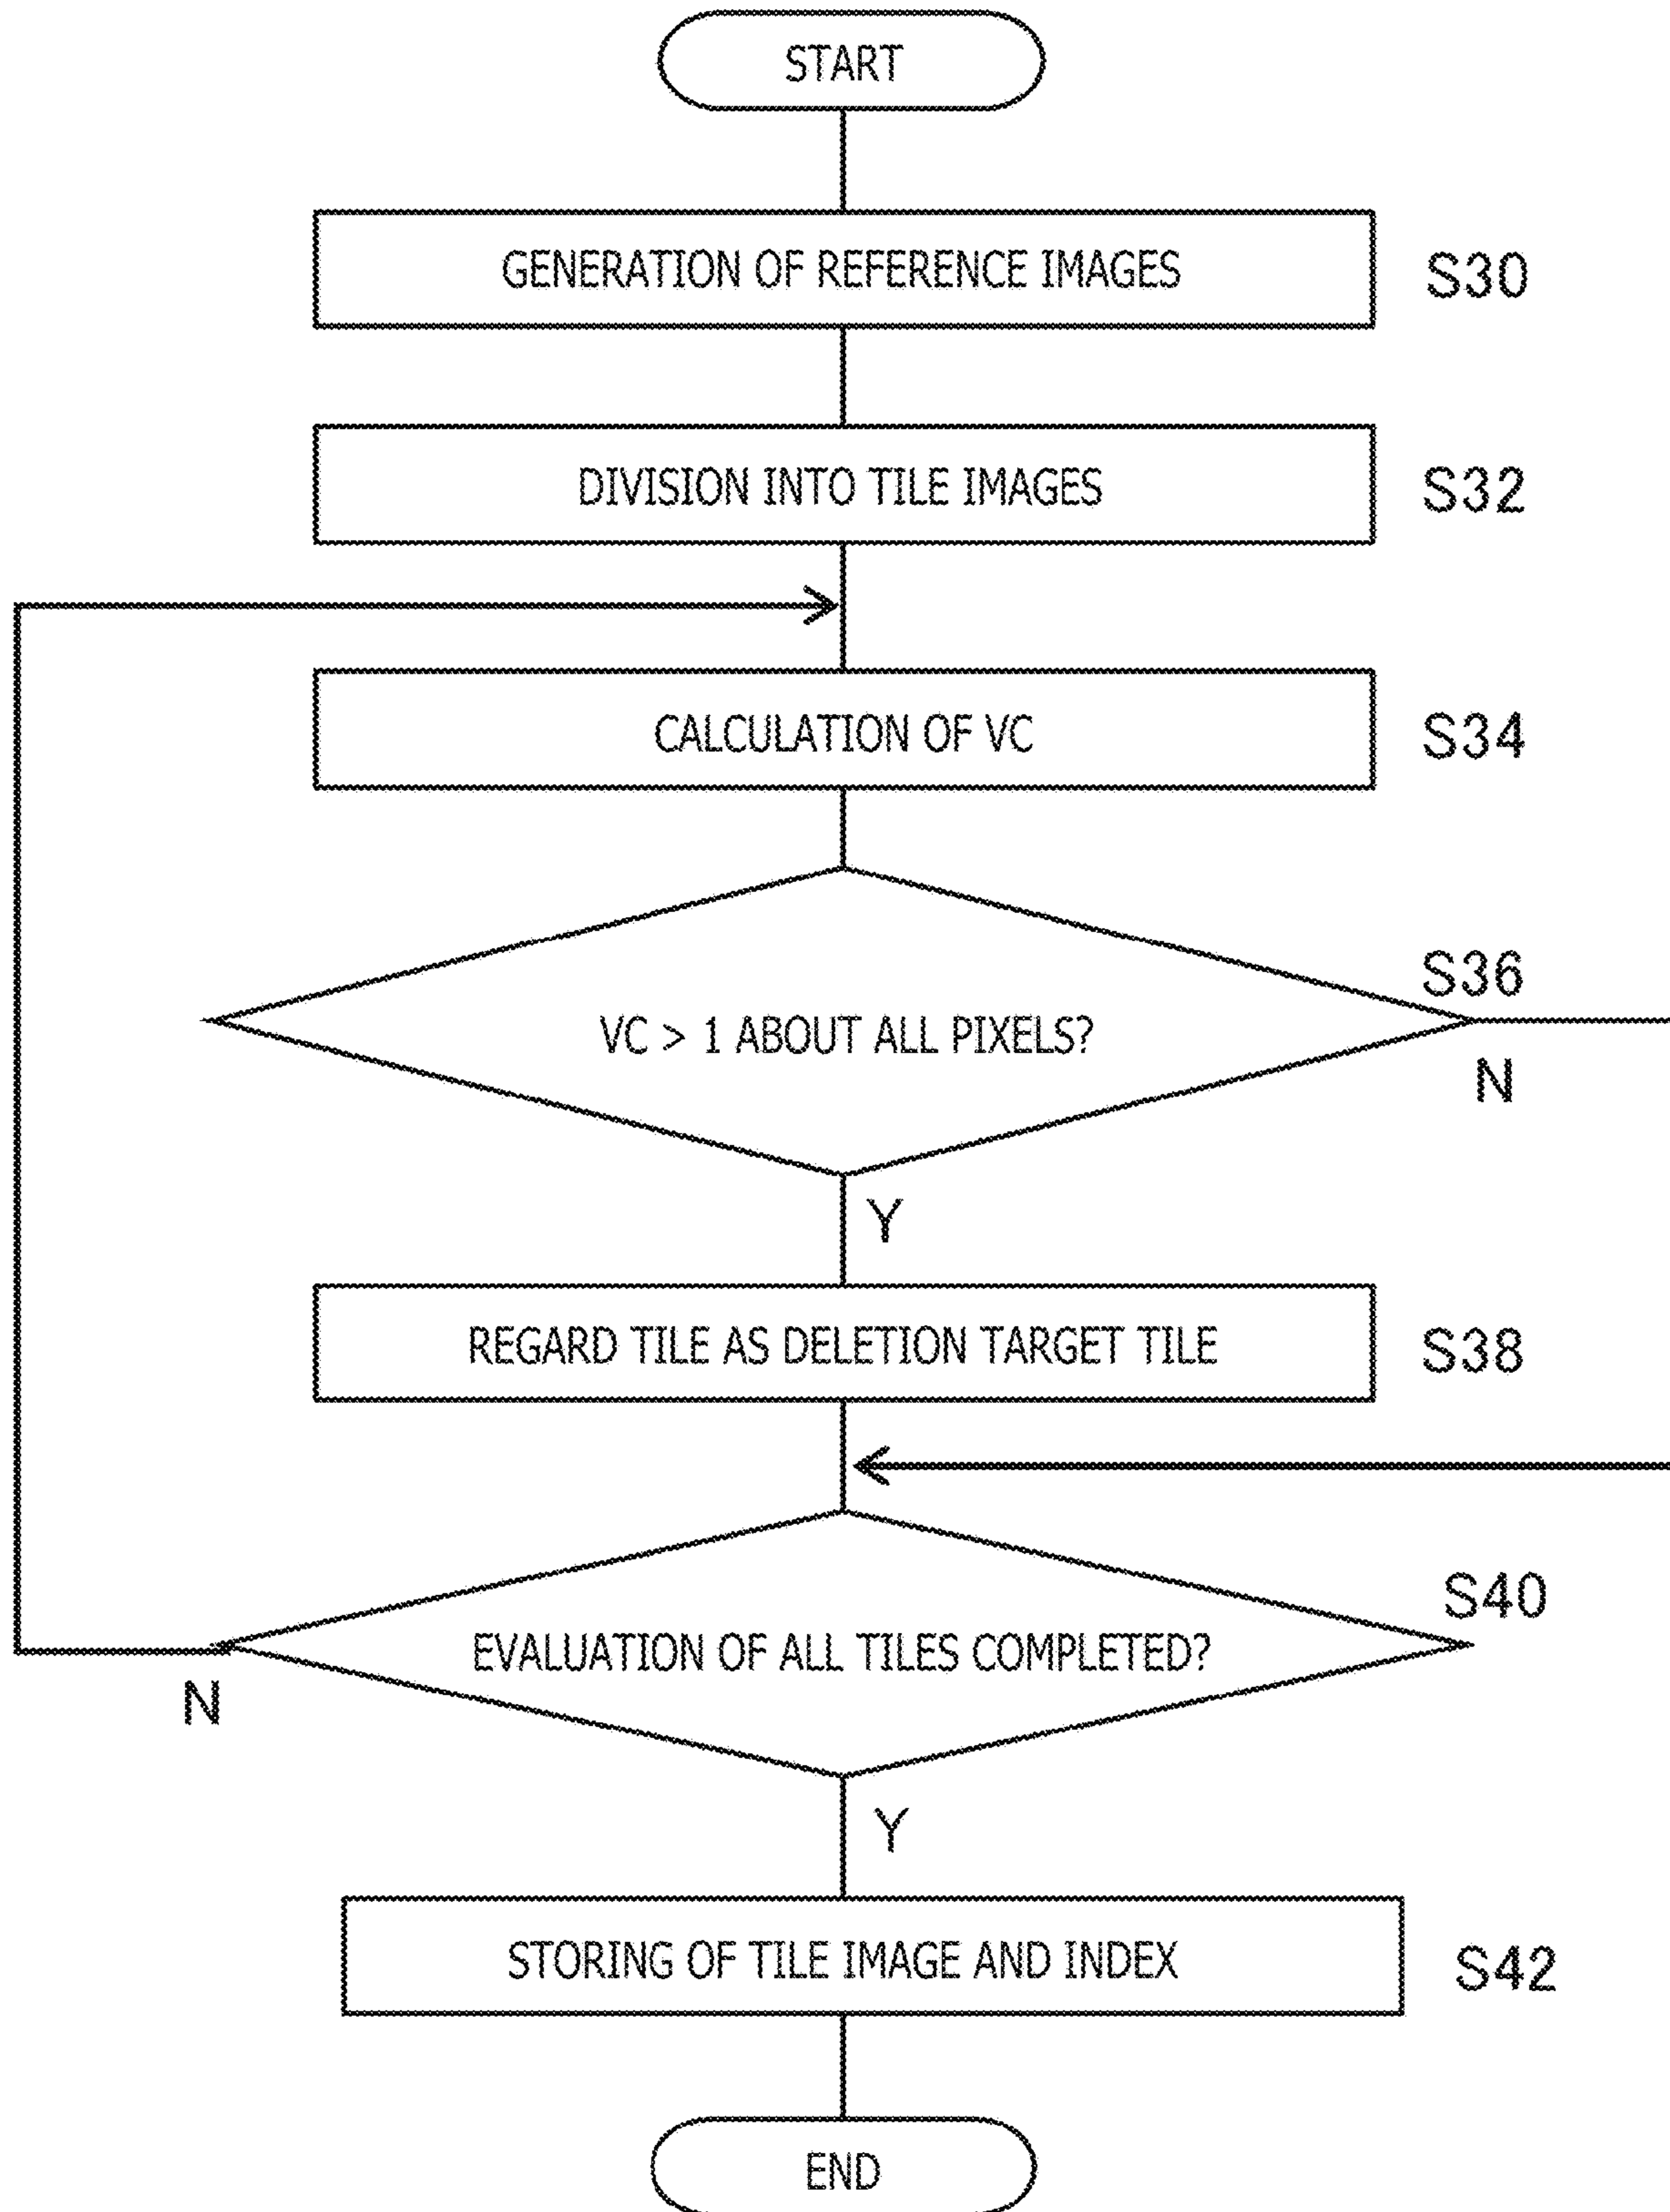 START
GENERATION OF REFERENCE IMAGES
S30
DIVISION INTO TILE IMAGES
S32
CALCULATION OF VC
S34
S36
VC > 1 ABOUT ALL PIXELS?
N
Y
REGARD TILE AS DELETION TARGET TILE
S38
S40
EVALUATION OF ALL TILES COMPLETED?
N
Y
STORING OF TILE IMAGE AND INDEX
S42
END